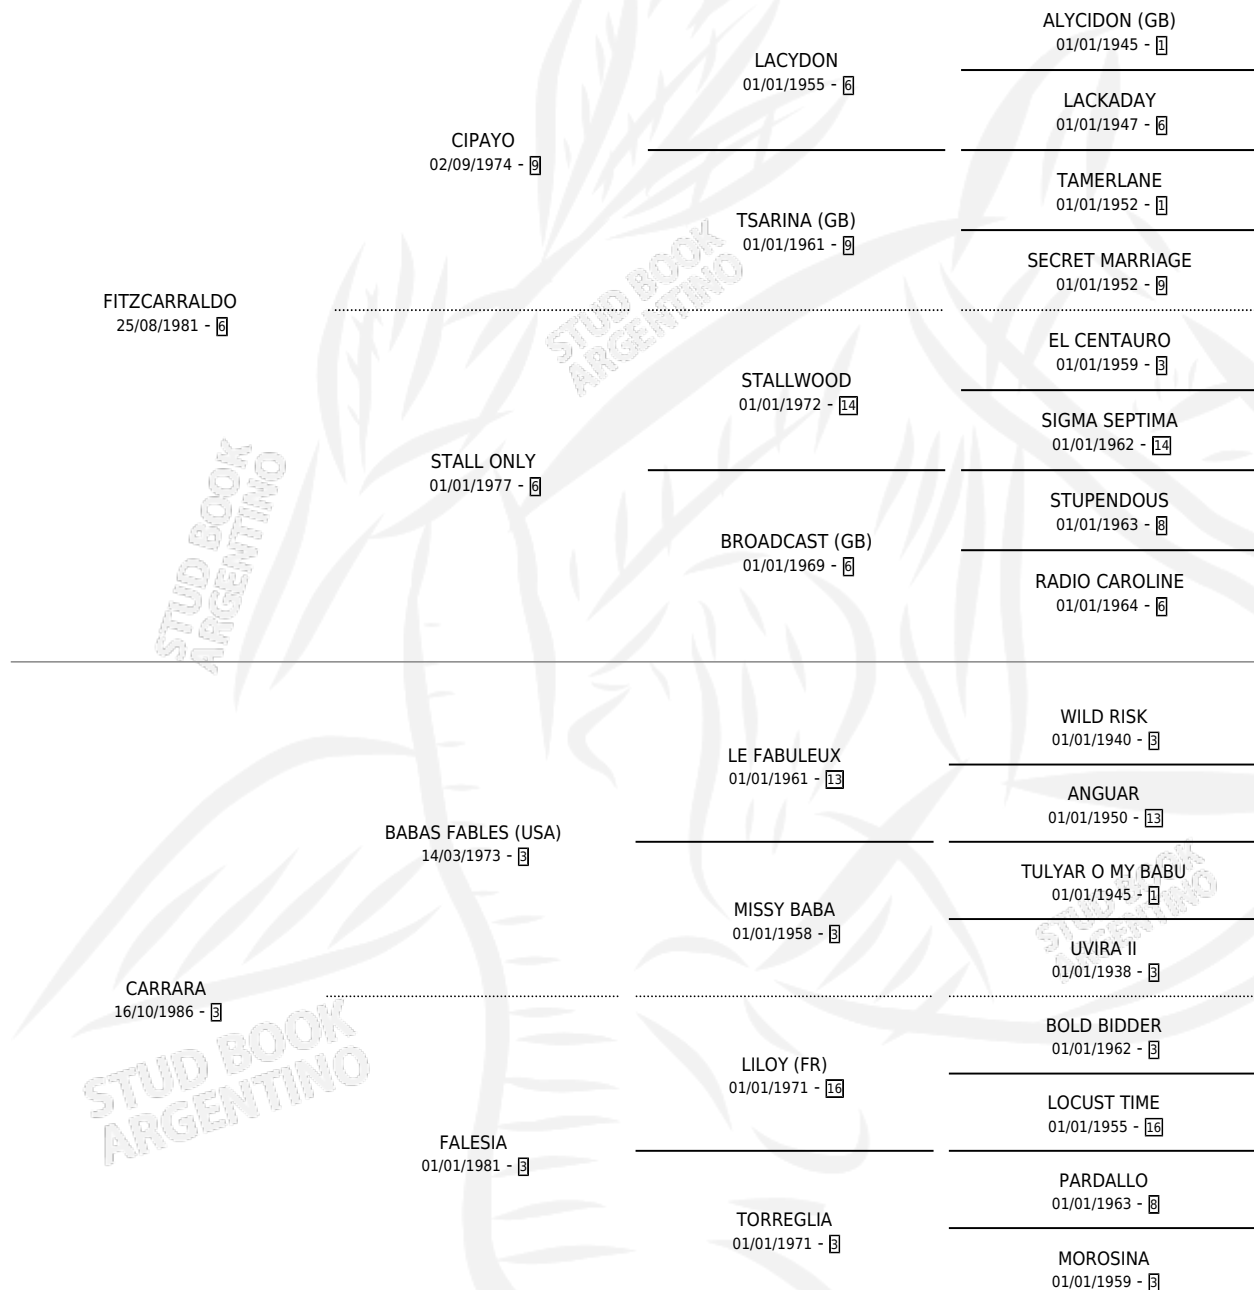 ALYCIDON (GB)
01/01/1945 - 1
LACYDON
01/01/1955 - 6
LACKADAY
01/01/1947 - 6
CIPAYO
02/09/1974 - 9
TAMERLANE
01/01/1952 - 1
TSARINA (GB)
01/01/1961 - 9
SECRET MARRIAGE
01/01/1952 - 9
FITZCARRALDO
25/08/1981 - 6
EL CENTAURO
01/01/1959 - 3
STALLWOOD
01/01/1972 - 14
SIGMA SEPTIMA
01/01/1962 - 14
STALL ONLY
01/01/1977 - 6
STUPENDOUS
01/01/1963 - 8
BROADCAST (GB)
01/01/1969 - 6
RADIO CAROLINE
01/01/1964 - 6
WILD RISK
01/01/1940 - 3
LE FABULEUX
01/01/1961 - 13
ANGUAR
01/01/1950 - 13
BABAS FABLES (USA)
14/03/1973 - 3
TULYAR O MY BABU
01/01/1945 - 1
MISSY BABA
01/01/1958 - 3
UVIRA II
01/01/1938 - 3
CARRARA
16/10/1986 - 3
BOLD BIDDER
01/01/1962 - 3
LILOY (FR)
01/01/1971 - 16
LOCUST TIME
01/01/1955 - 16
FALESIA
01/01/1981 - 3
PARDALLO
01/01/1963 - 8
TORREGLIA
01/01/1971 - 3
MOROSINA
01/01/1959 - 3
STUD BOOK
ARGENTINO
STUD BOOK
ARGENTINO
STUD BOOK
ARGENTINO
STUD BOOK
ARGENTINO